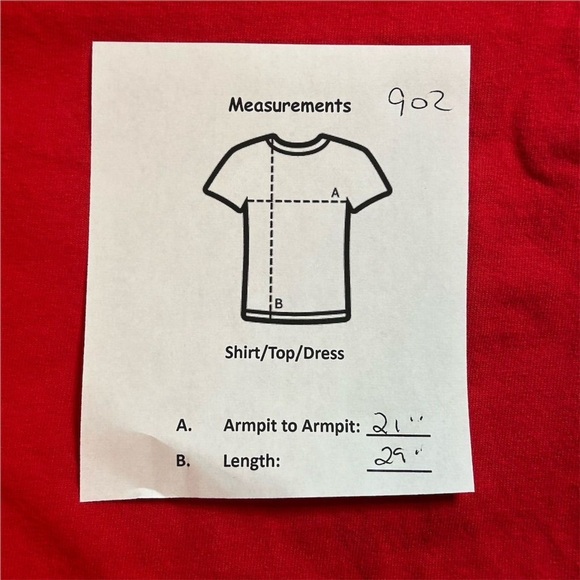 Measurements 902
A
B
Shirt/Top/Dress
A. Armpit to Armpit: 21"
B. Length: 29"